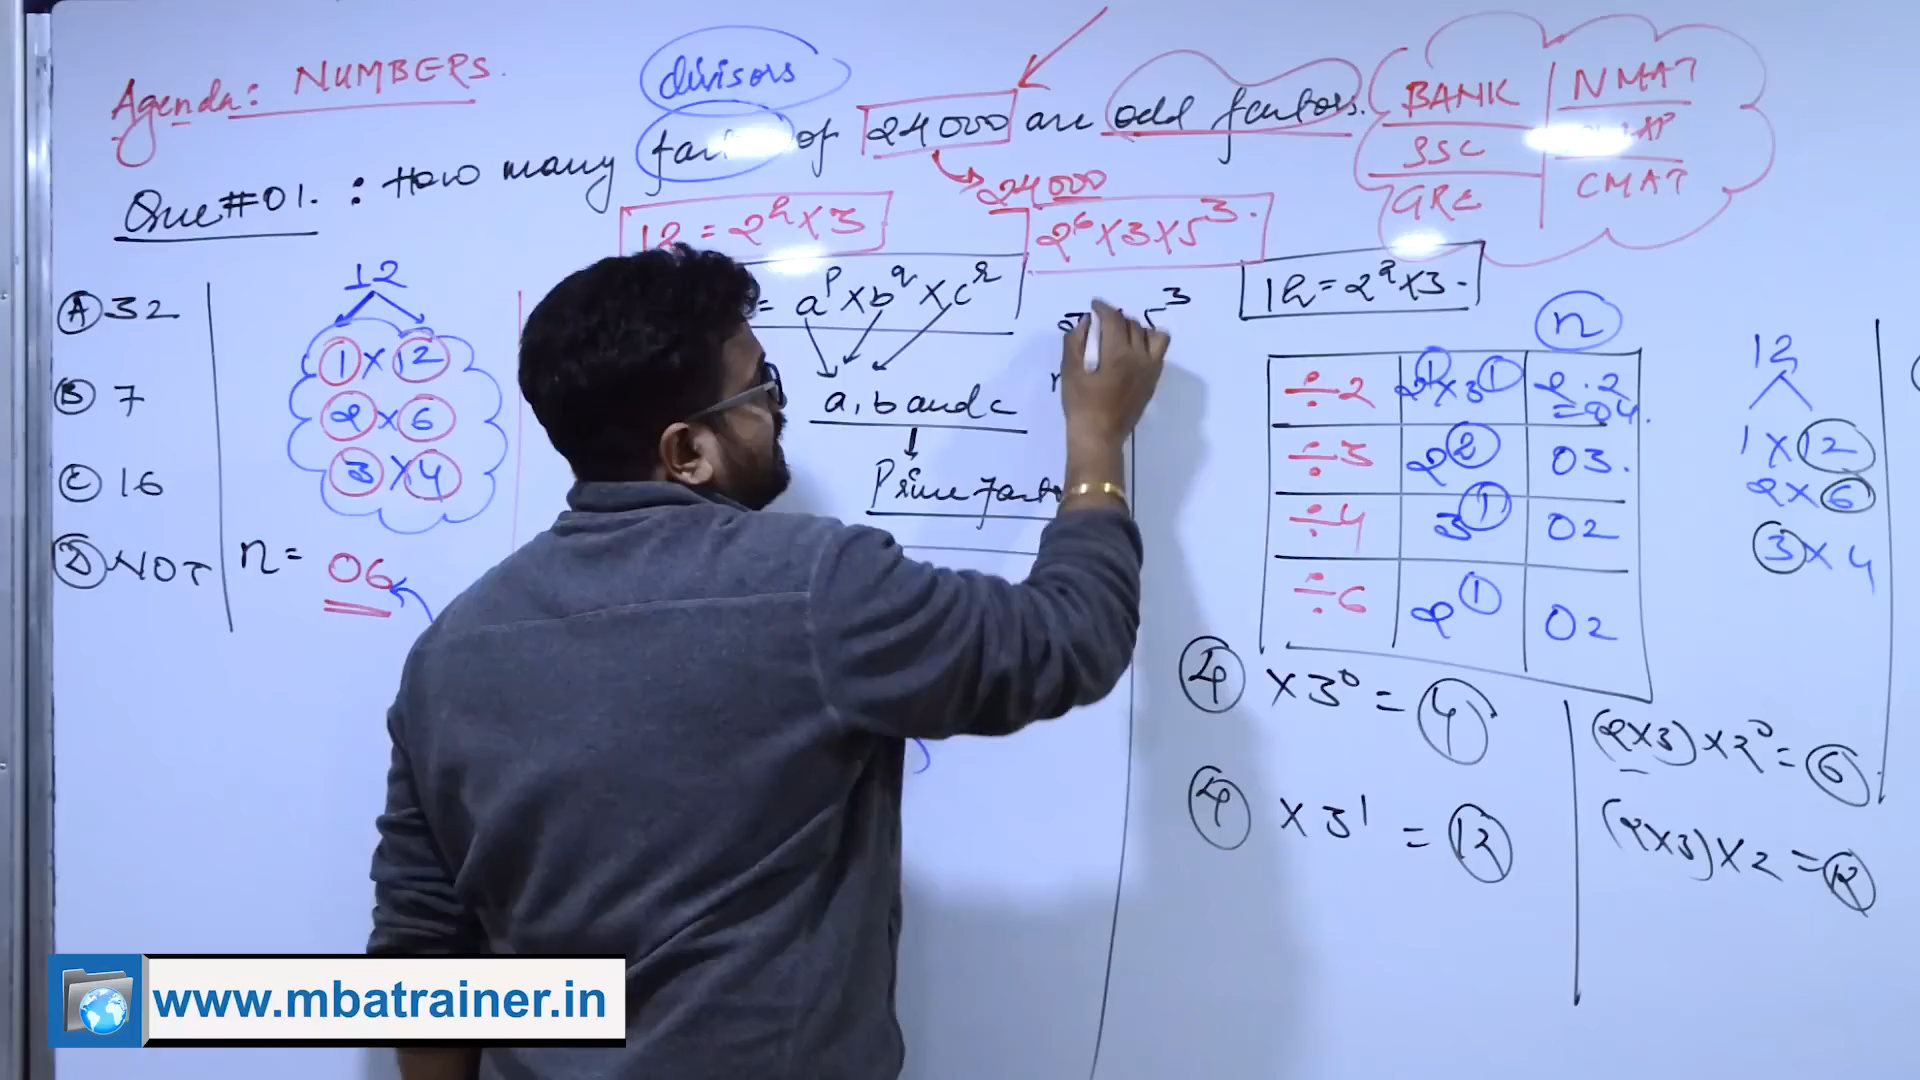 Agenda: NUMBERS.
divisors
Que#01. : How many of 24000 are odd factors.
BANK NMAT
SSC
GRE CMAT
24000
12 = 2² × 3
2⁶ × 3 × 5³.
= aᵖ × b^q × c^r
12 = 2² × 3.
A 32
B 7
C 16
D NOT
12
1 × 12
2 × 6
3 × 4
n = 06
a, b and c
Prime
5³
n
÷2 2¹ × 3¹ 2.2 = 04.
÷3 2² 03.
÷4 3¹ 02
÷6 2¹ 02
12
1 × 12
2 × 6
3 × 4
4 × 3⁰ = 4
4 × 3¹ = 12
(2×3) × 2⁰ = 6
(2×3) × 2 = 12
www.mbatrainer.in